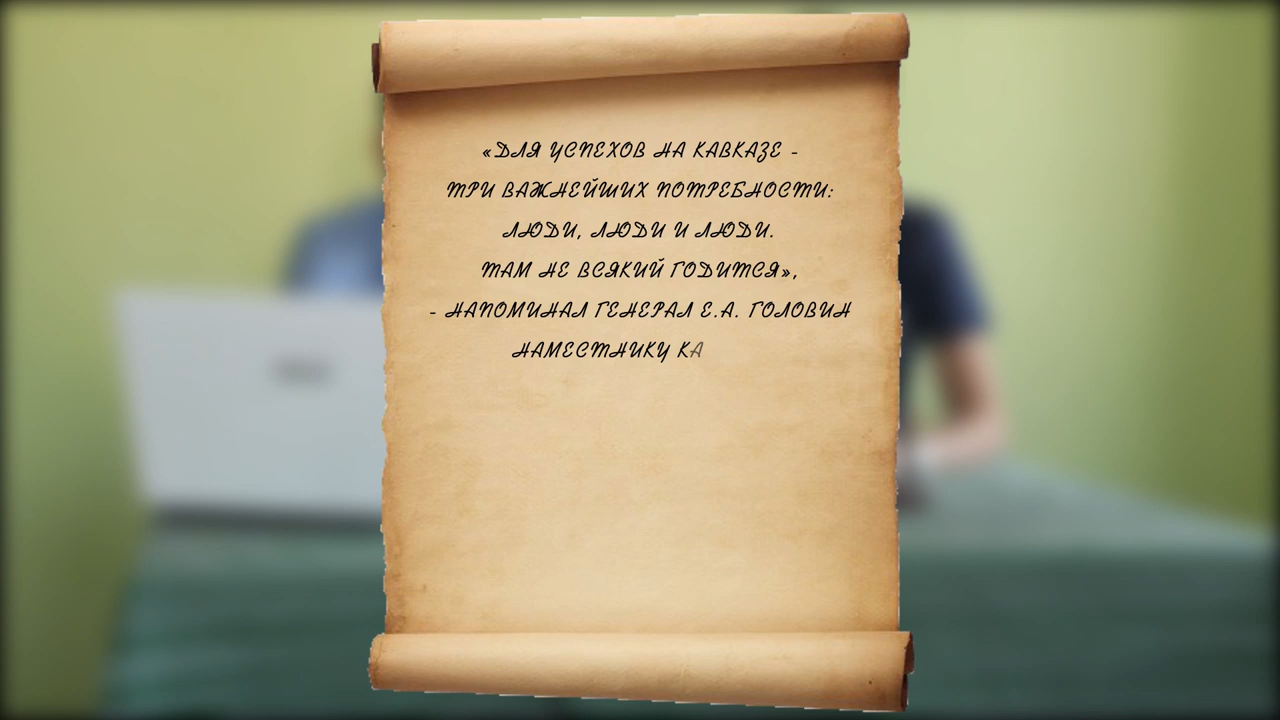 «ДЛЯ УСПЕХОВ НА КАВКАЗЕ -
ТРИ ВАЖНЕЙШИХ ПОТРЕБНОСТИ:
ЛЮДИ, ЛЮДИ И ЛЮДИ.
ТАМ НЕ ВСЯКИЙ ГОДИТСЯ»,
- НАПОМИНАЛ ГЕНЕРАЛ Е.А. ГОЛОВИН
НАМЕСТНИКУ КА